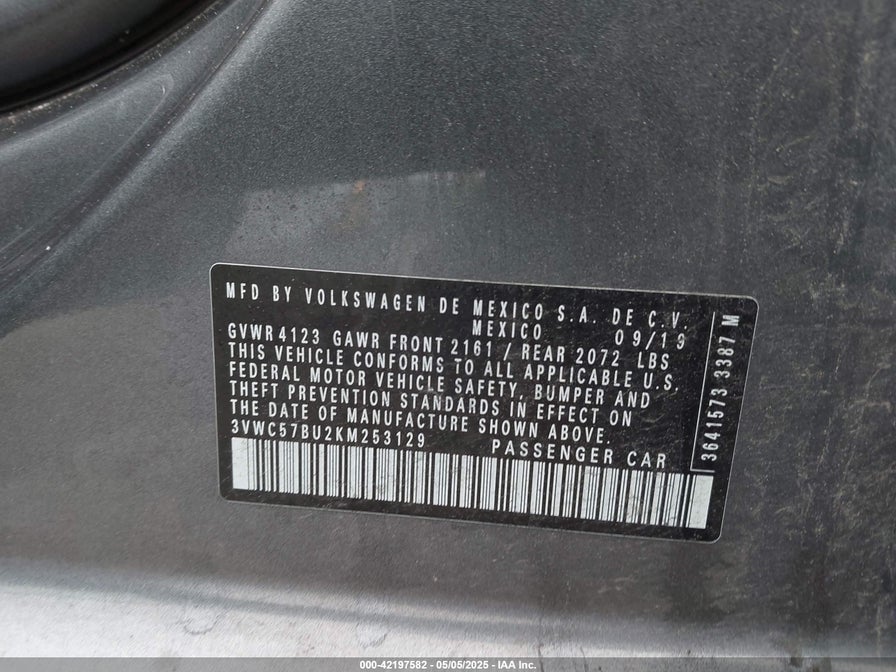 MFD BY VOLKSWAGEN DE MEXICO S.A. DE C.V.
MEXICO 09/19
GVWR 4123 GAWR FRONT 2161 / REAR 2072 LBS
THIS VEHICLE CONFORMS TO ALL APPLICABLE U.S.
FEDERAL MOTOR VEHICLE SAFETY, BUMPER AND
THEFT PREVENTION STANDARDS IN EFFECT ON
THE DATE OF MANUFACTURE SHOWN ABOVE.
3VWC57BU2KM253129 PASSENGER CAR
3641573 3387 M
000-42197582 - 05/05/2025 - IAA Inc.